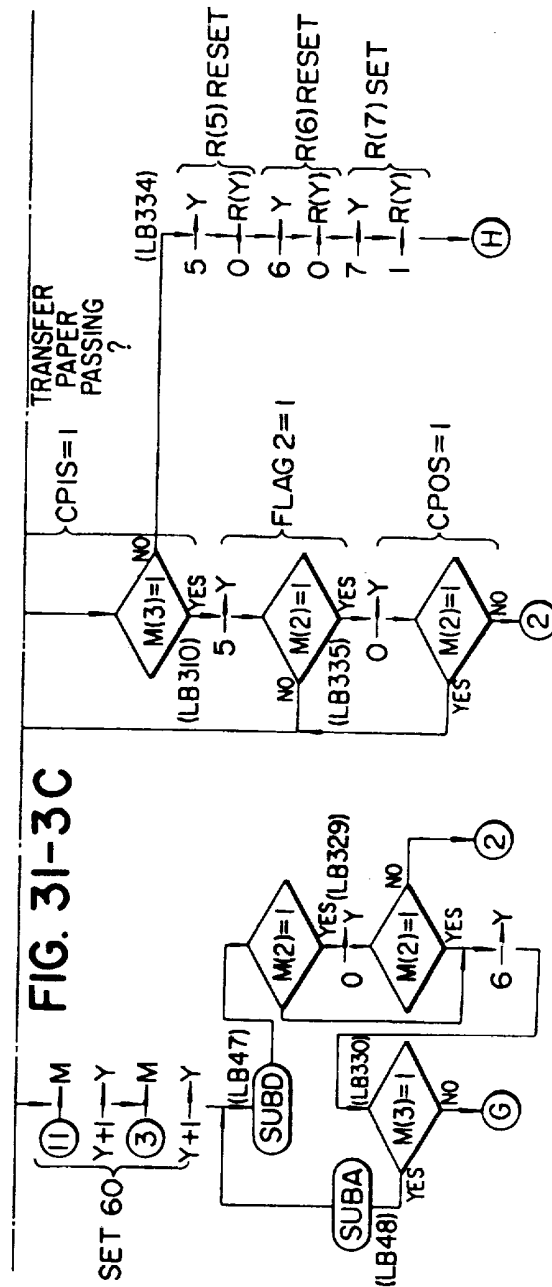 FIG. 31-3C
SET 60
⑪→M
Y+1→Y
③→M
Y+1→Y
(LB47)
SUBD
M(2)=1
YES
(LB329)
0→Y
M(2)=1
NO
②
YES
6→Y
(LB330)
M(3)=1
NO
G
YES
(LB48)
SUBA
TRANSFER
PAPER
PASSING
?
CPIS=1
M(3)=1
NO
(LB310)
YES
5→Y
FLAG 2=1
M(2)=1
NO
(LB335)
YES
0→Y
CPOS=1
M(2)=1
YES
NO
②
(LB334)
5→Y
0→R(Y)
R(5) RESET
6→Y
0→R(Y)
R(6) RESET
7→Y
1→R(Y)
R(7) SET
H